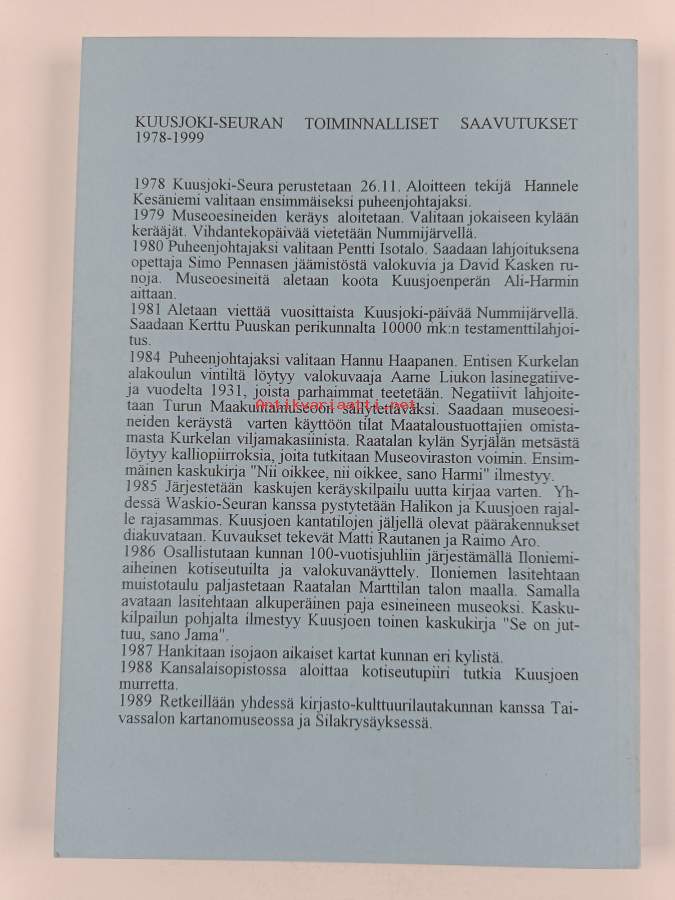 KUUSJOKI-SEURAN TOIMINNALLISET SAAVUTUKSET
1978-1999
1978 Kuusjoki-Seura perustetaan 26.11. Aloitteen tekijä Hannele
Kesäniemi valitaan ensimmäiseksi puheenjohtajaksi.
1979 Museoesineiden keräys aloitetaan. Valitaan jokaiseen kylään
kerääjät. Vihdantekopäivää vietetään Nummijärvellä.
1980 Puheenjohtajaksi valitaan Pentti Isotalo. Saadaan lahjoituksena
opettaja Simo Pennasen jäämistöstä valokuvia ja David Kasken ru-
noja. Museoesineitä aletaan koota Kuusjoenperän Ali-Harmin
aittaan.
1981 Aletaan viettää vuosittaista Kuusjoki-päivää Nummijärvellä.
Saadaan Kerttu Puuskan perikunnalta 10000 mk:n testamenttilahjoi-
tus.
1984 Puheenjohtajaksi valitaan Hannu Haapanen. Entisen Kurkelan
alakoulun vintiltä löytyy valokuvaaja Aarne Liukon lasinegatiive-
ja vuodelta 1931, joista parhaimmat teetetään. Negatiivit lahjoite-
taan Turun Maakuntamuseoon säilytettäväksi. Saadaan museoesi-
Antikvariaatti.net
neiden keräystä varten käyttöön tilat Maataloustuottajien omista-
masta Kurkelan viljamakasiinista. Raatalan kylän Syrjälän metsästä
löytyy kalliopiirroksia, joita tutkitaan Museoviraston voimin. Ensim-
mäinen kaskukirja "Nii oikkee, nii oikkee, sano Harmi" ilmestyy.
1985 Järjestetään kaskujen keräyskilpailu uutta kirjaa varten. Yh-
dessä Waskio-Seuran kanssa pystytetään Halikon ja Kuusjoen rajal-
le rajasammas. Kuusjoen kantatilojen jäljellä olevat päärakennukset
diakuvataan. Kuvaukset tekevät Matti Rautanen ja Raimo Aro.
1986 Osallistutaan kunnan 100-vuotisjuhliin järjestämällä Iloniemi-
aiheinen kotiseutuilta ja valokuvanäyttely. Iloniemen lasitehtaan
muistotaulu paljastetaan Raatalan Marttilan talon maalla. Samalla
avataan lasitehtaan alkuperäinen paja esineineen museoksi. Kasku-
kilpailun pohjalta ilmestyy Kuusjoen toinen kaskukirja "Se on jut-
tuu, sano Jama".
1987 Hankitaan isojaon aikaiset kartat kunnan eri kylistä.
1988 Kansalaisopistossa aloittaa kotiseutupiiri tutkia Kuusjoen
murretta.
1989 Retkeillään yhdessä kirjasto-kulttuurilautakunnan kanssa Tai-
vassalon kartanomuseossa ja Silakrysäyksessä.